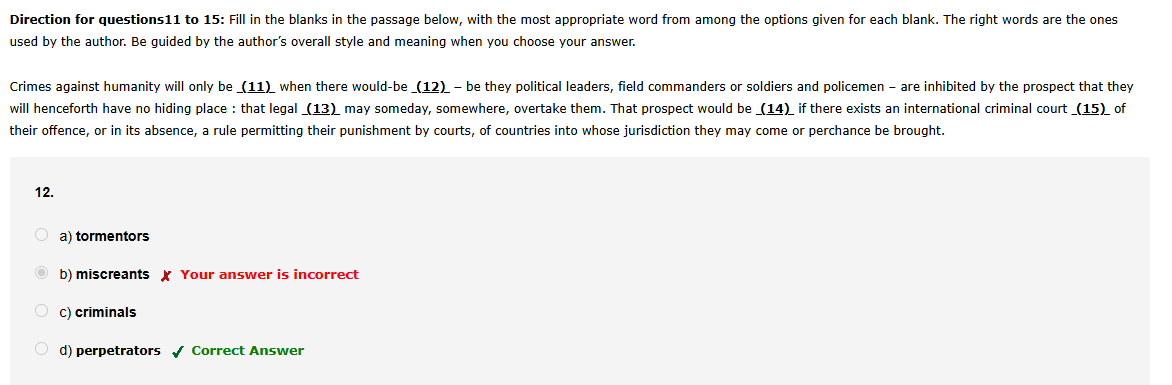 Direction for questions11 to 15: Fill in the blanks in the passage below, with the most appropriate word from among the options given for each blank. The right words are the ones
used by the author. Be guided by the author's overall style and meaning when you choose your answer.
Crimes against humanity will only be (11) when there would-be (12) – be they political leaders, field commanders or soldiers and policemen – are inhibited by the prospect that they
will henceforth have no hiding place : that legal (13) may someday, somewhere, overtake them. That prospect would be (14) if there exists an international criminal court (15) of
their offence, or in its absence, a rule permitting their punishment by courts, of countries into whose jurisdiction they may come or perchance be brought.
12.
a) tormentors
b) miscreants ✘ Your answer is incorrect
c) criminals
d) perpetrators ✓ Correct Answer